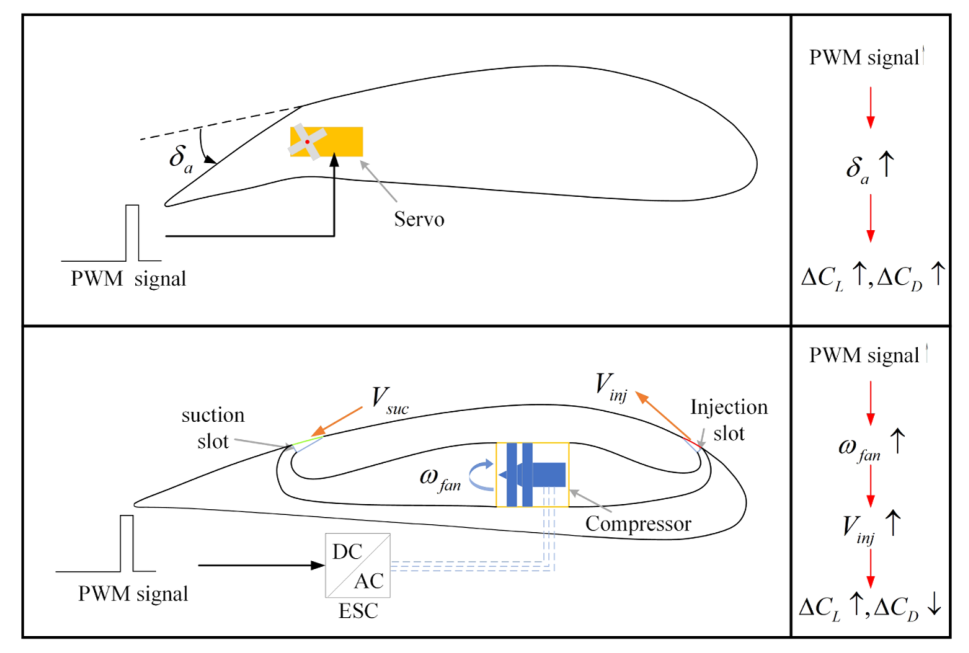 PWM signal
δa
δa ↑
Servo
PWM signal
ΔCL ↑, ΔCD ↑
PWM signal
Vsuc
Vinj
suction
slot
Injection
slot
ωfan ↑
ωfan
Compressor
Vinj ↑
DC
AC
PWM signal
ESC
ΔCL ↑, ΔCD ↓